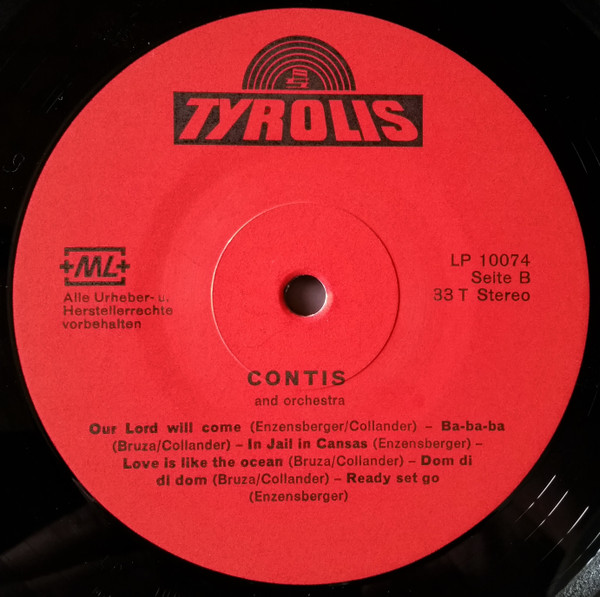 TYROLIS
+ML+
Alle Urheber- u.
Herstellerrechte
vorbehalten
LP 10074
Seite B
33 T Stereo
CONTIS
and orchestra
Our Lord will come (Enzensberger/Collander) – Ba-ba-ba
(Bruza/Collander) – In Jail in Cansas (Enzensberger) –
Love is like the ocean (Bruza/Collander) – Dom di
di dom (Bruza/Collander) – Ready set go
(Enzensberger)